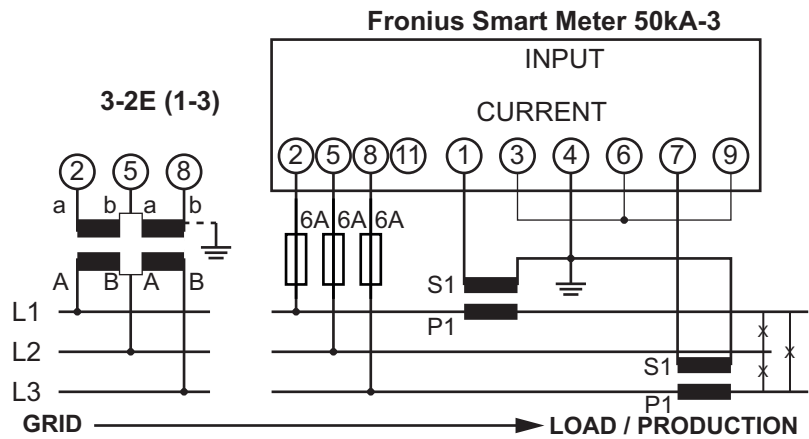 Fronius Smart Meter 50kA-3
INPUT
3-2E (1-3)
CURRENT
2 5 8
2 5 8 11 1 3 4 6 7 9
a b a b
6A 6A 6A
A B A B
S1
L1
P1
L2
x x
S1 x
L3
P1
GRID LOAD / PRODUCTION